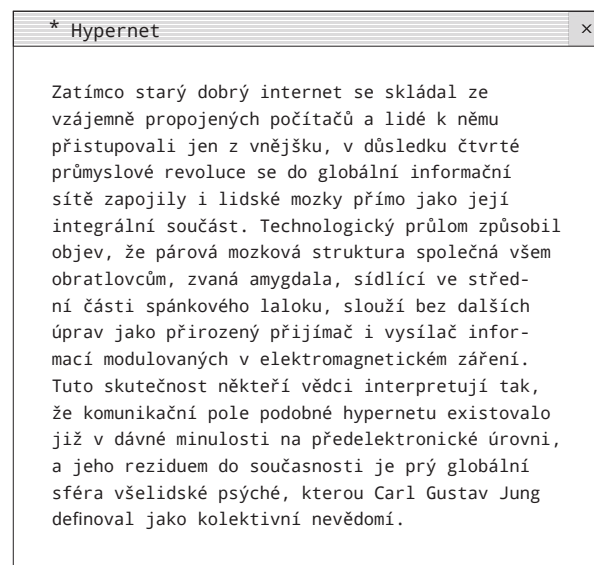 * Hypernet ×
Zatímco starý dobrý internet se skládal ze
vzájemně propojených počítačů a lidé k němu
přistupovali jen z vnějšku, v důsledku čtvrté
průmyslové revoluce se do globální informační
sítě zapojily i lidské mozky přímo jako její
integrální součást. Technologický průlom způsobil
objev, že párová mozková struktura společná všem
obratlovcům, zvaná amygdala, sídlící ve střed-
ní části spánkového laloku, slouží bez dalších
úprav jako přirozený přijímač i vysílač infor-
mací modulovaných v elektromagnetickém záření.
Tuto skutečnost někteří vědci interpretují tak,
že komunikační pole podobné hypernetu existovalo
již v dávné minulosti na předelektronické úrovni,
a jeho reziduem do současnosti je prý globální
sféra všelidské psýché, kterou Carl Gustav Jung
definoval jako kolektivní nevědomí.